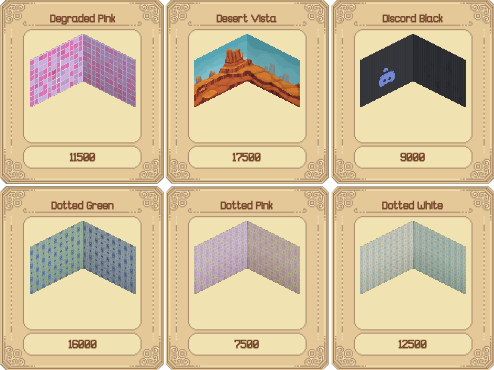 Degraded Pink
Desert Vista
Discord Black
11500
17500
9000
Dotted Green
Dotted Pink
Dotted White
16000
7500
12500